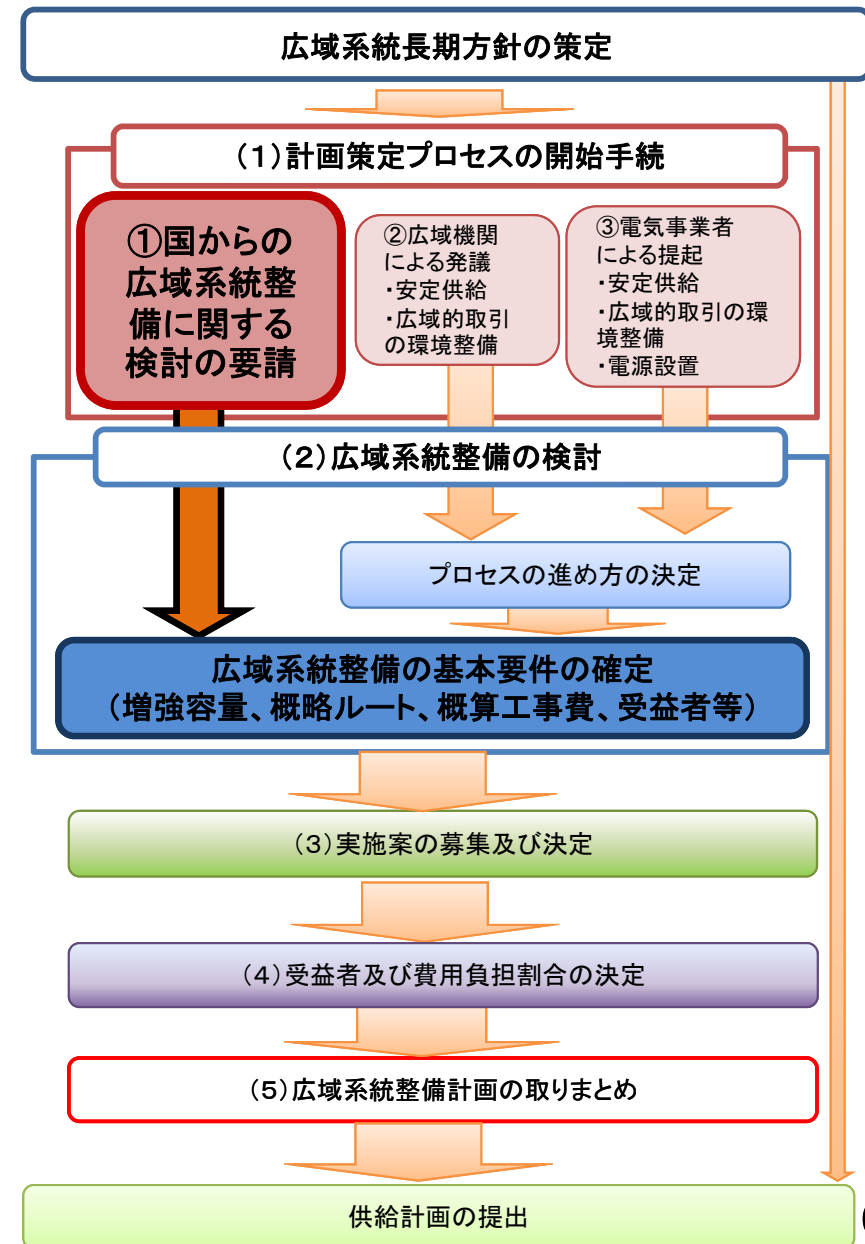 広域系統長期方針の策定
(1)計画策定プロセスの開始手続
①国からの
広域系統整
備に関する
検討の要請
②広域機関
による発議
・安定供給
・広域的取引
の環境整備
③電気事業者
による提起
・安定供給
・広域的取引の環
境整備
・電源設置
(2)広域系統整備の検討
プロセスの進め方の決定
広域系統整備の基本要件の確定
(増強容量、概略ルート、概算工事費、受益者等)
(3)実施案の募集及び決定
(4)受益者及び費用負担割合の決定
(5)広域系統整備計画の取りまとめ
供給計画の提出
(